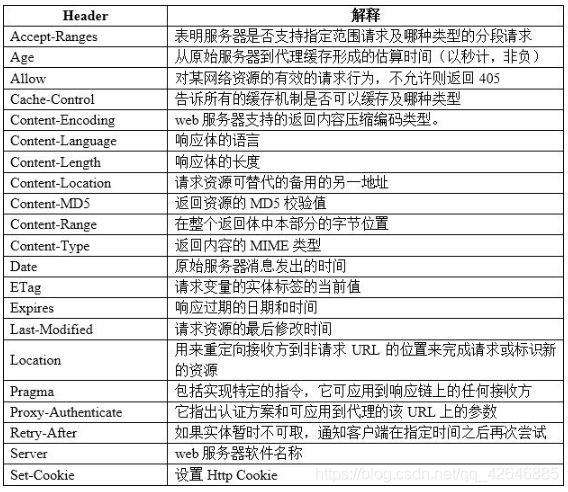 Header 解释
Accept-Ranges 表明服务器是否支持指定范围请求及哪种类型的分段请求
Age 从原始服务器到代理缓存形成的估算时间（以秒计，非负）
Allow 对某网络资源的有效的请求行为，不允许则返回 405
Cache-Control 告诉所有的缓存机制是否可以缓存及哪种类型
Content-Encoding web服务器支持的返回内容压缩编码类型。
Content-Language 响应体的语言
Content-Length 响应体的长度
Content-Location 请求资源可替代的备用的另一地址
Content-MD5 返回资源的 MD5 校验值
Content-Range 在整个返回体中本部分的字节位置
Content-Type 返回内容的 MIME 类型
Date 原始服务器消息发出的时间
ETag 请求变量的实体标签的当前值
Expires 响应过期的日期和时间
Last-Modified 请求资源的最后修改时间
Location 用来重定向接收方到非请求 URL 的位置来完成请求或标识新
的资源
Pragma 包括实现特定的指令，它可应用到响应链上的任何接收方
Proxy-Authenticate 它指出认证方案和可应用到代理的该 URL 上的参数
Retry-After 如果实体暂时不可取，通知客户端在指定时间之后再次尝试
Server web服务器软件名称
Set-Cookie 设置 Http Cookie
https://blog.csdn.net/qq_42646885